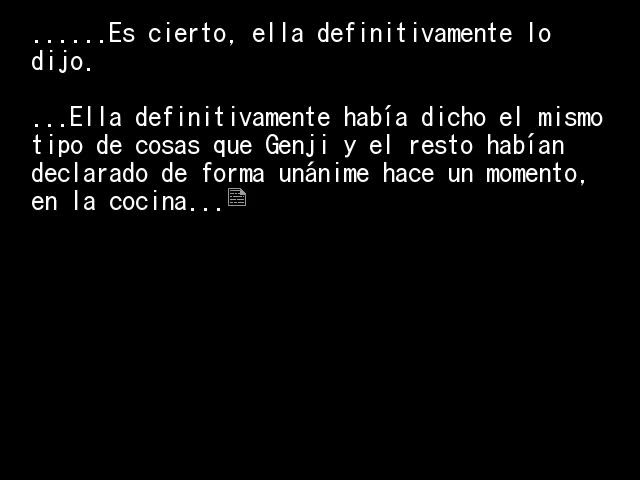 ......Es cierto, ella definitivamente lo
dijo.
...Ella definitivamente había dicho el mismo
tipo de cosas que Genji y el resto habían
declarado de forma unánime hace un momento,
en la cocina...